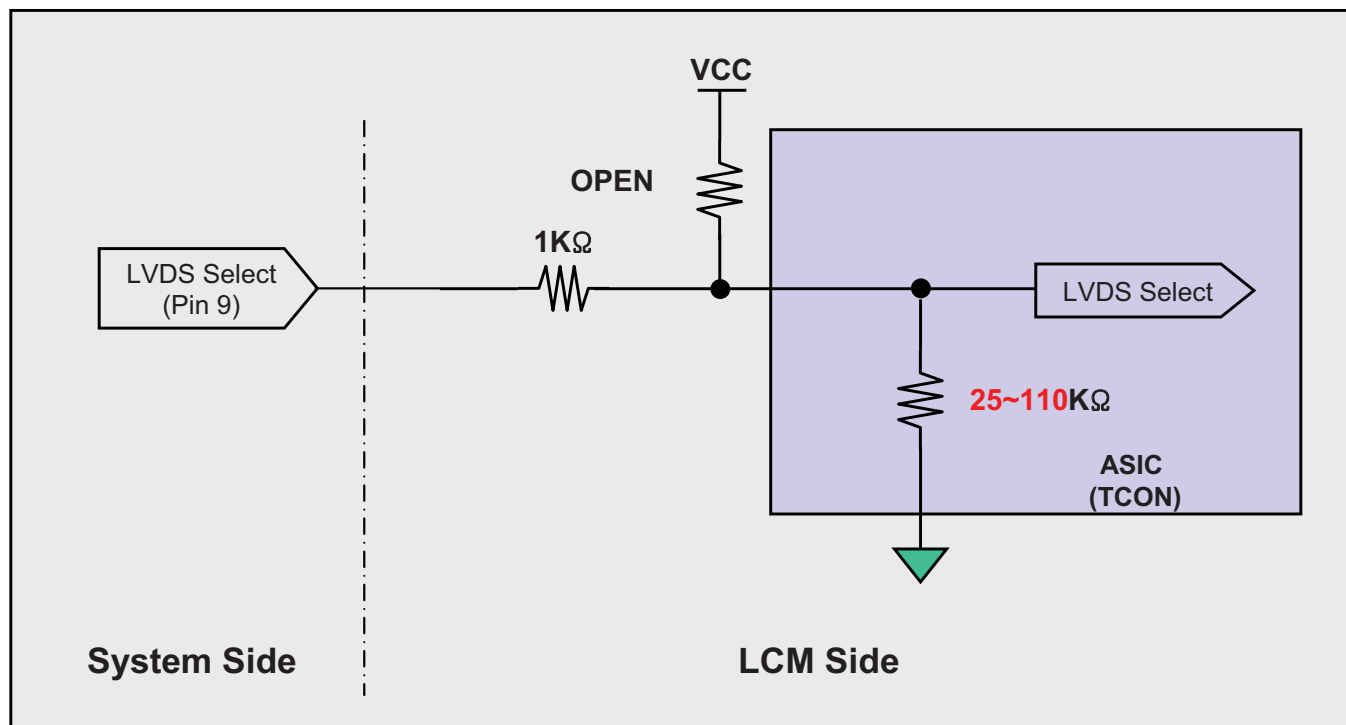 VCC
OPEN
1KΩ
LVDS Select
(Pin 9)
LVDS Select
25~110KΩ
ASIC
(TCON)
System Side
LCM Side